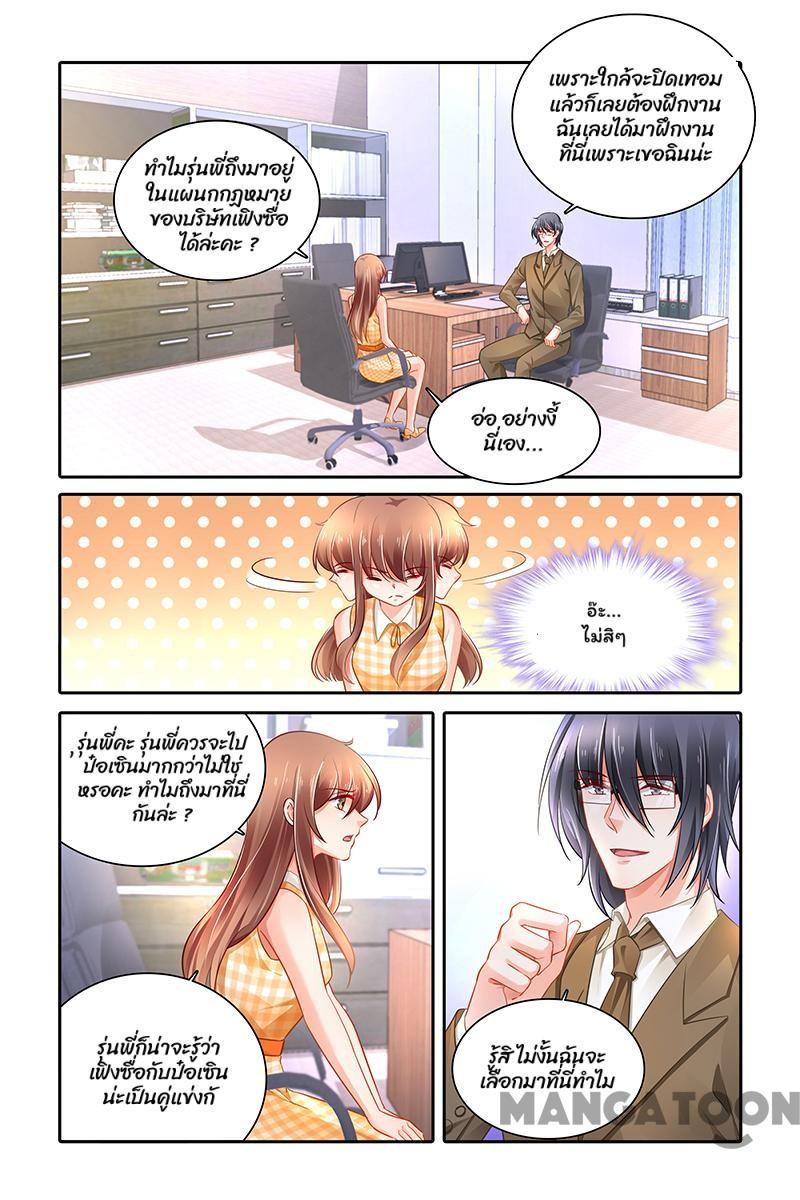 ทำไมรุ่นพี่ถึงมาอยู่
ในแผนกกฎหมาย
ของบริษัทเฟิงซื่อ
ได้ล่ะคะ ?
เพราะใกล้จะปิดเทอม
แล้วก็เลยต้องฝึกงาน
ฉันเลยได้มาฝึกงาน
ที่นี่เพราะเขอฉินน่ะ
อ่อ อย่างงี้
นี่เอง...
อ๊ะ...
ไม่สิๆ
รุ่นพี่คะ รุ่นพี่ควรจะไป
ป๋อเซินมากกว่าไม่ใช่
หรอคะ ทำไมถึงมาที่นี่
กันล่ะ ?
รุ่นพี่ก็น่าจะรู้ว่า
เฟิงซื่อกับป๋อเซิน
น่ะเป็นคู่แข่งกั
รู้สิ ไม่งั้นฉันจะ
เลือกมาที่นี่ทำไม
MANGATOON